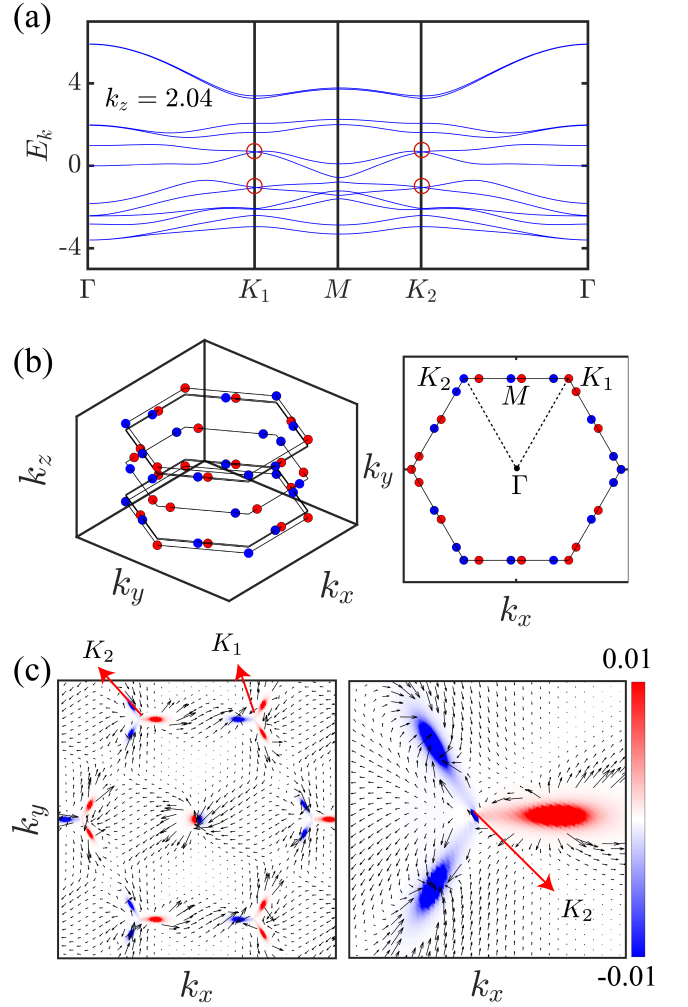 (a)
k_z = 2.04
E_k
4
0
-4
Γ
K_1
M
K_2
Γ
(b)
k_z
k_y
k_x
K_2
M
K_1
Γ
k_y
k_x
(c)
K_2
K_1
k_y
k_x
K_2
k_x
0.01
-0.01